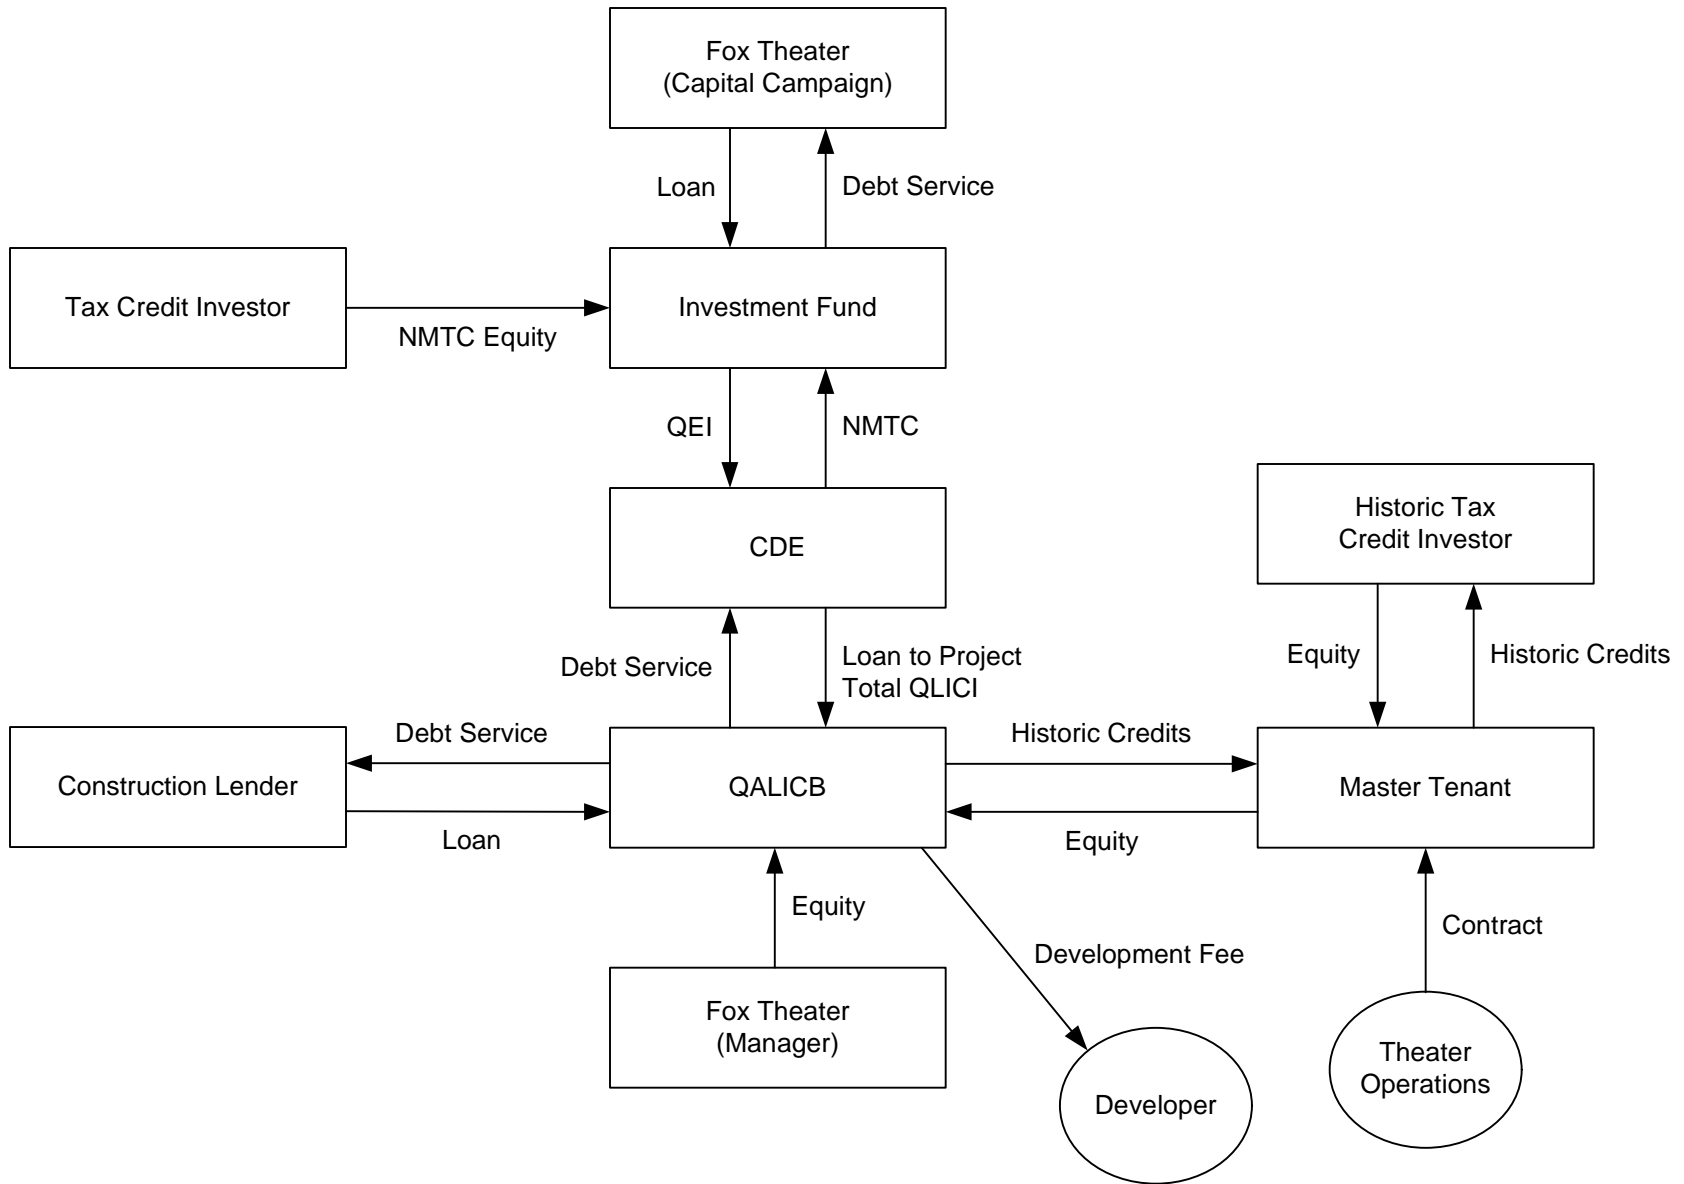 Fox Theater
(Capital Campaign)
Loan
Debt Service
Tax Credit Investor
NMTC Equity
Investment Fund
QEI
NMTC
CDE
Historic Tax
Credit Investor
Debt Service
Loan to Project
Total QLICI
Equity
Historic Credits
Construction Lender
Debt Service
Loan
QALICB
Historic Credits
Equity
Master Tenant
Equity
Development Fee
Contract
Fox Theater
(Manager)
Developer
Theater
Operations